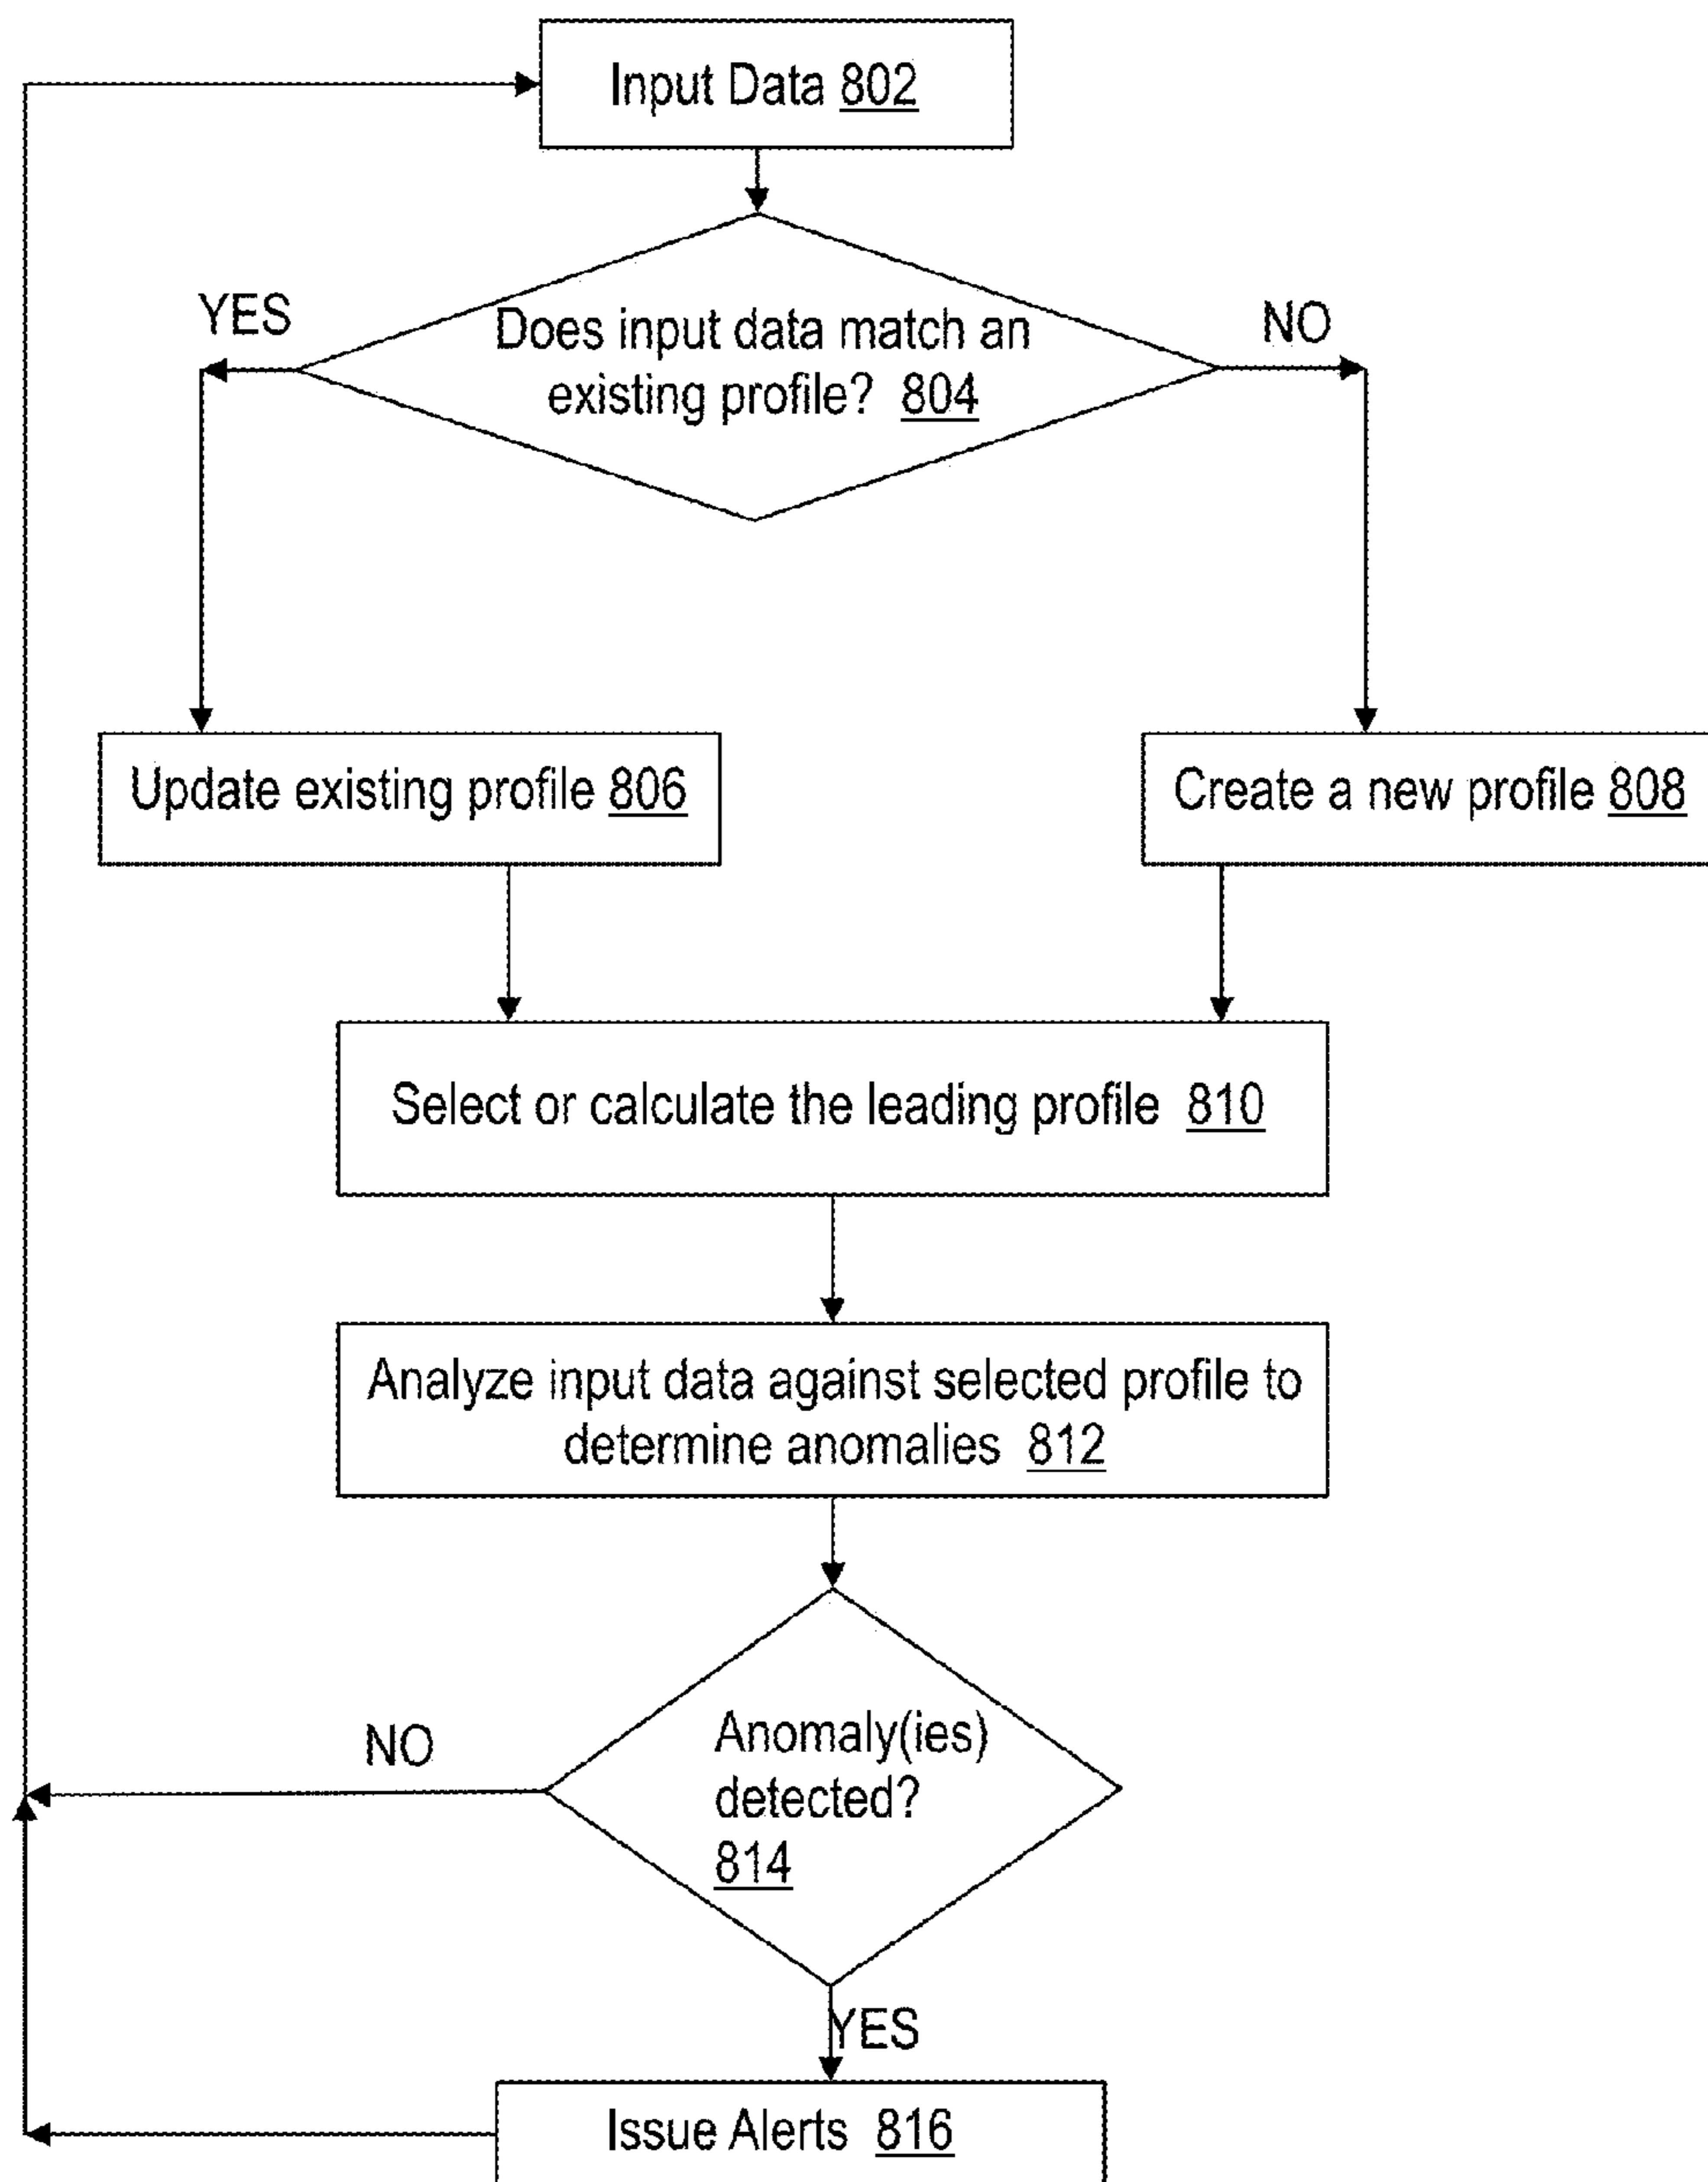 Input Data 802
YES
NO
Does input data match an
existing profile? 804
Update existing profile 806
Create a new profile 808
Select or calculate the leading profile 810
Analyze input data against selected profile to
determine anomalies 812
NO
Anomaly(ies)
detected?
814
YES
Issue Alerts 816